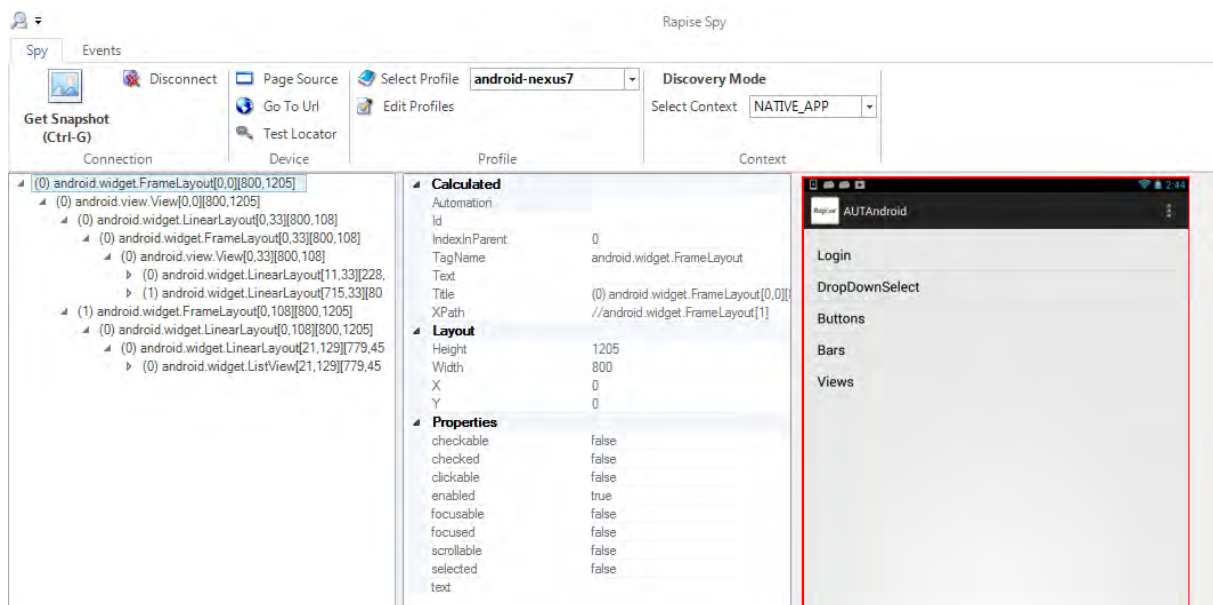 Rapise Spy
Spy Events
Get Snapshot
(Ctrl-G)
Disconnect
Connection
Page Source
Go To Url
Test Locator
Device
Select Profile android-nexus7
Edit Profiles
Profile
Discovery Mode
Select Context NATIVE_APP
Context
(0) android.widget.FrameLayout[0,0][800,1205]
(0) android.view.View[0,0][800,1205]
(0) android.widget.LinearLayout[0,33][800,108]
(0) android.widget.FrameLayout[0,33][800,108]
(0) android.view.View[0,33][800,108]
(0) android.widget.LinearLayout[11,33][228,
(1) android.widget.LinearLayout[715,33][80
(1) android.widget.FrameLayout[0,108][800,1205]
(0) android.widget.LinearLayout[0,108][800,1205]
(0) android.widget.LinearLayout[21,129][779,45
(0) android.widget.ListView[21,129][779,45
Calculated
Automation
Id
IndexInParent 0
TagName android.widget.FrameLayout
Text
Title (0) android.widget.FrameLayout[0,0][8
XPath //android.widget.FrameLayout[1]
Layout
Height 1205
Width 800
X 0
Y 0
Properties
checkable false
checked false
clickable false
enabled true
focusable false
focused false
scrollable false
selected false
text
2:44
Rapise AUTAndroid
Login
DropDownSelect
Buttons
Bars
Views